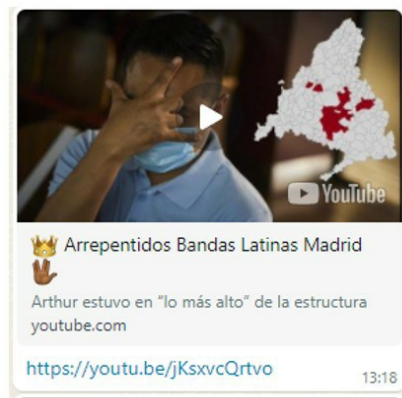 YouTube
👑 Arrepentidos Bandas Latinas Madrid
🖖🏾
Arthur estuvo en "lo más alto" de la estructura
youtube.com
https://youtu.be/jKsxvcQrtvo
13:18